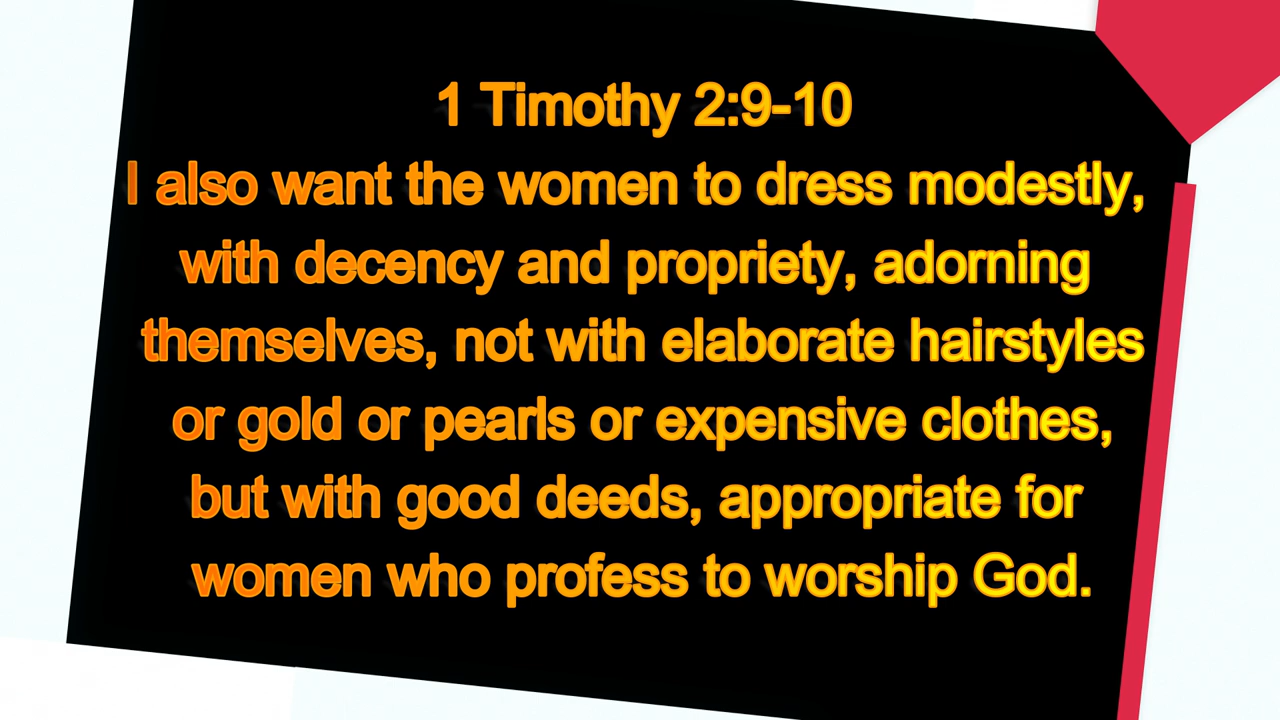 1 Timothy 2:9-10
I also want the women to dress modestly,
with decency and propriety, adorning
themselves, not with elaborate hairstyles
or gold or pearls or expensive clothes,
but with good deeds, appropriate for
women who profess to worship God.